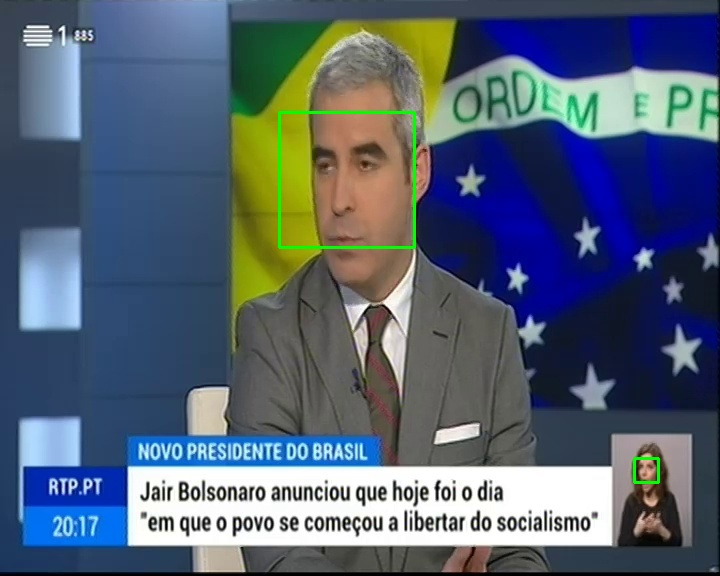 1 885
ORDEM E PR
NOVO PRESIDENTE DO BRASIL
RTP.PT
Jair Bolsonaro anunciou que hoje foi o dia
20:17
"em que o povo se começou a libertar do socialismo"